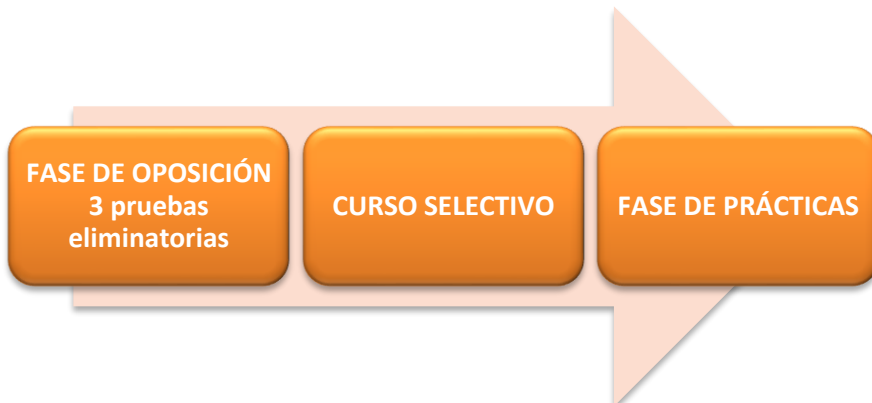 FASE DE OPOSICIÓN
3 pruebas
eliminatorias
CURSO SELECTIVO
FASE DE PRÁCTICAS